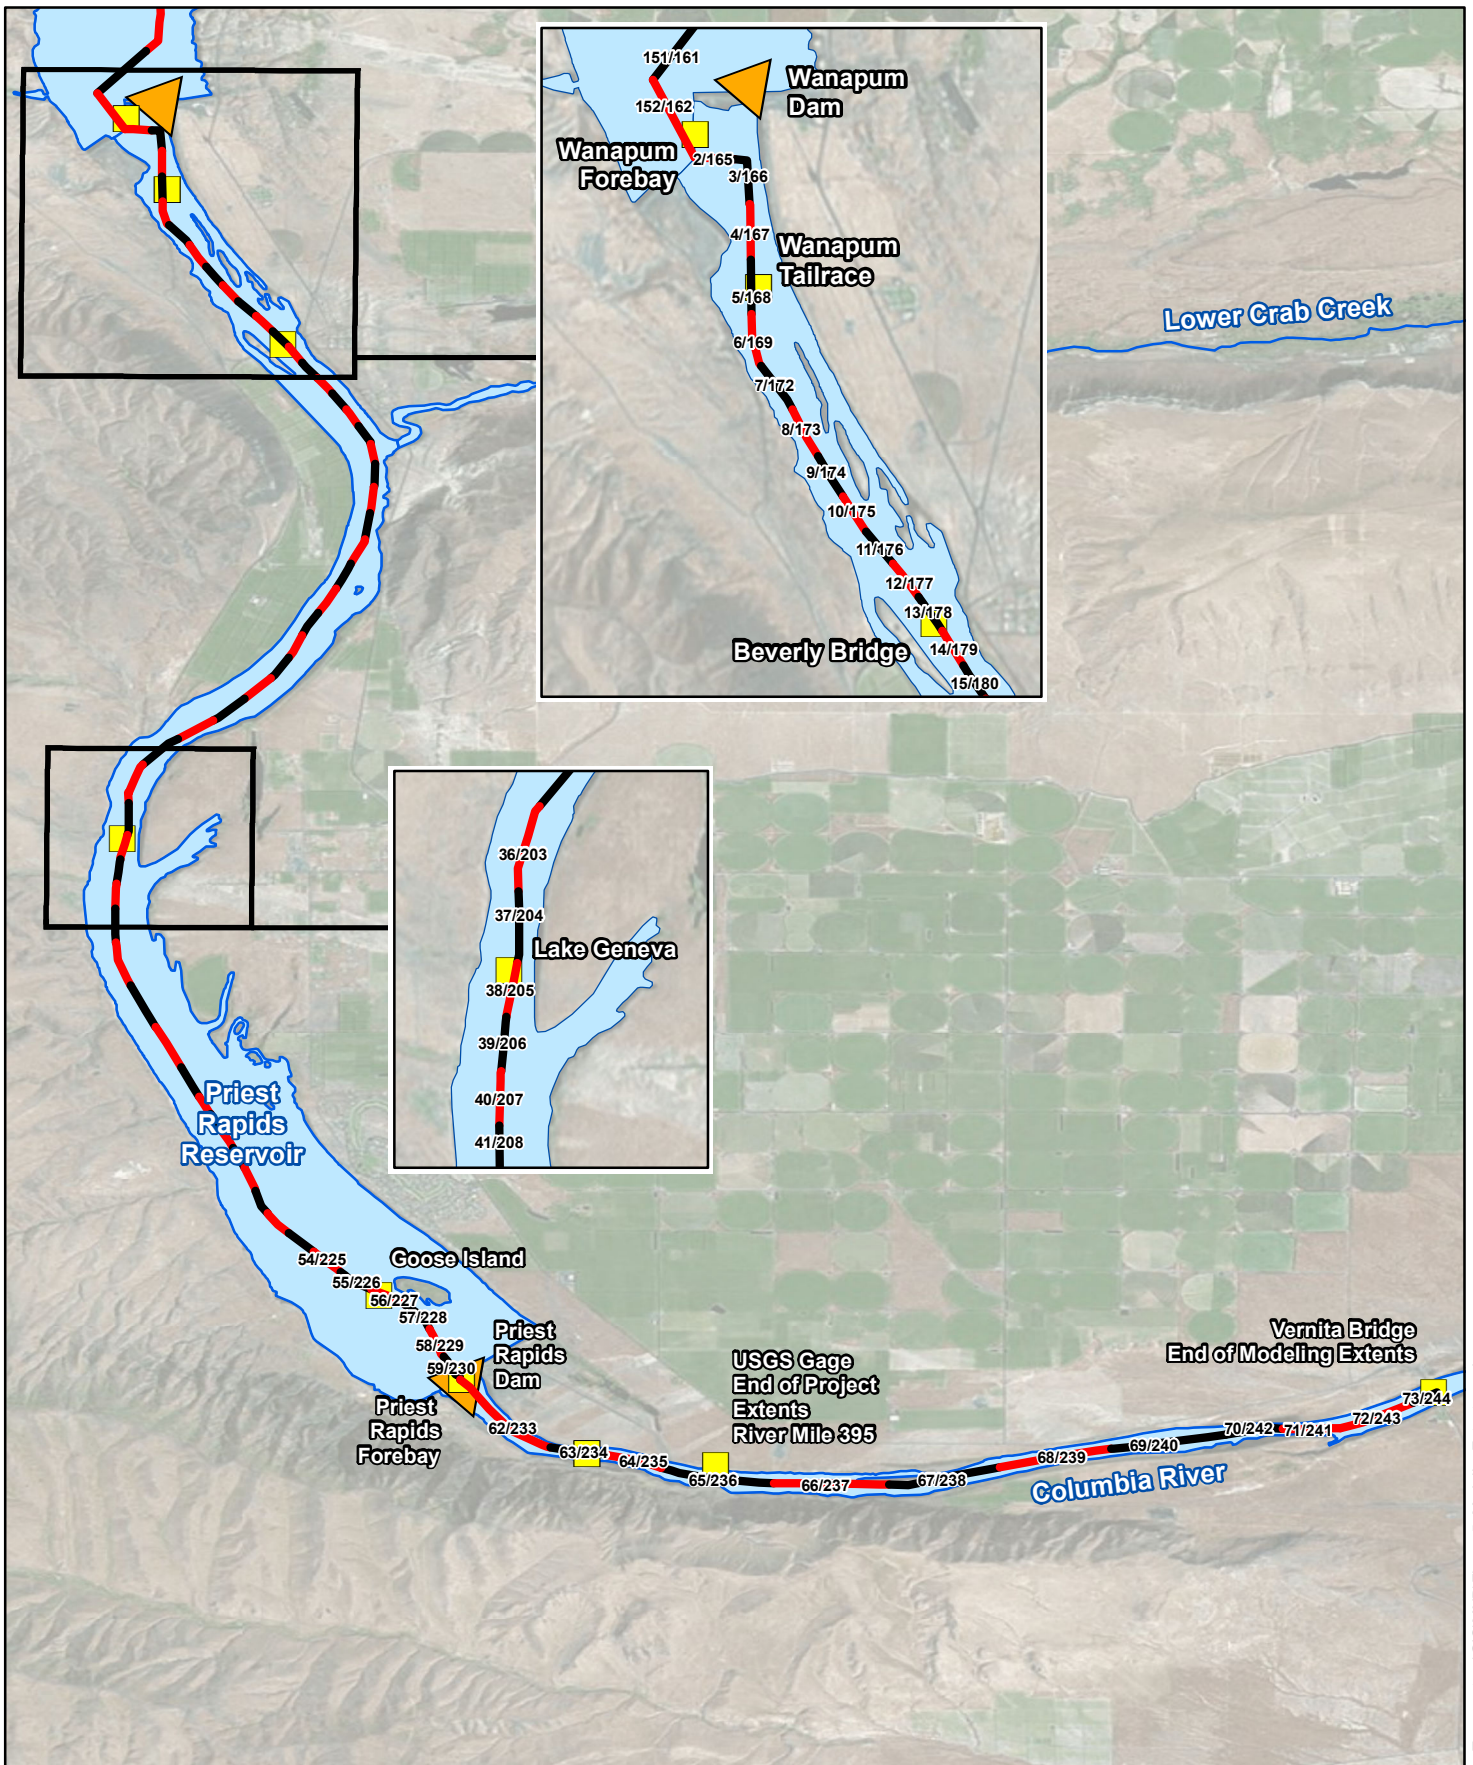 151/161
Wanapum
Dam
152/162
Wanapum
Forebay
2/165
3/166
4/167
Wanapum
Tailrace
5/168
6/169
7/172
8/173
9/174
10/175
11/176
12/177
13/178
Beverly Bridge
14/179
15/180
Lower Crab Creek
36/203
37/204
Lake Geneva
38/205
39/206
40/207
41/208
Priest
Rapids
Reservoir
54/225
Goose Island
55/226
56/227
57/228
58/229
59/230
Priest
Rapids
Dam
Priest
Rapids
Forebay
62/233
63/234
64/235
USGS Gage
End of Project
Extents
River Mile 395
65/236
66/237
67/238
68/239
69/240
70/242
71/241
72/243
73/244
Columbia River
Vernita Bridge
End of Modeling Extents